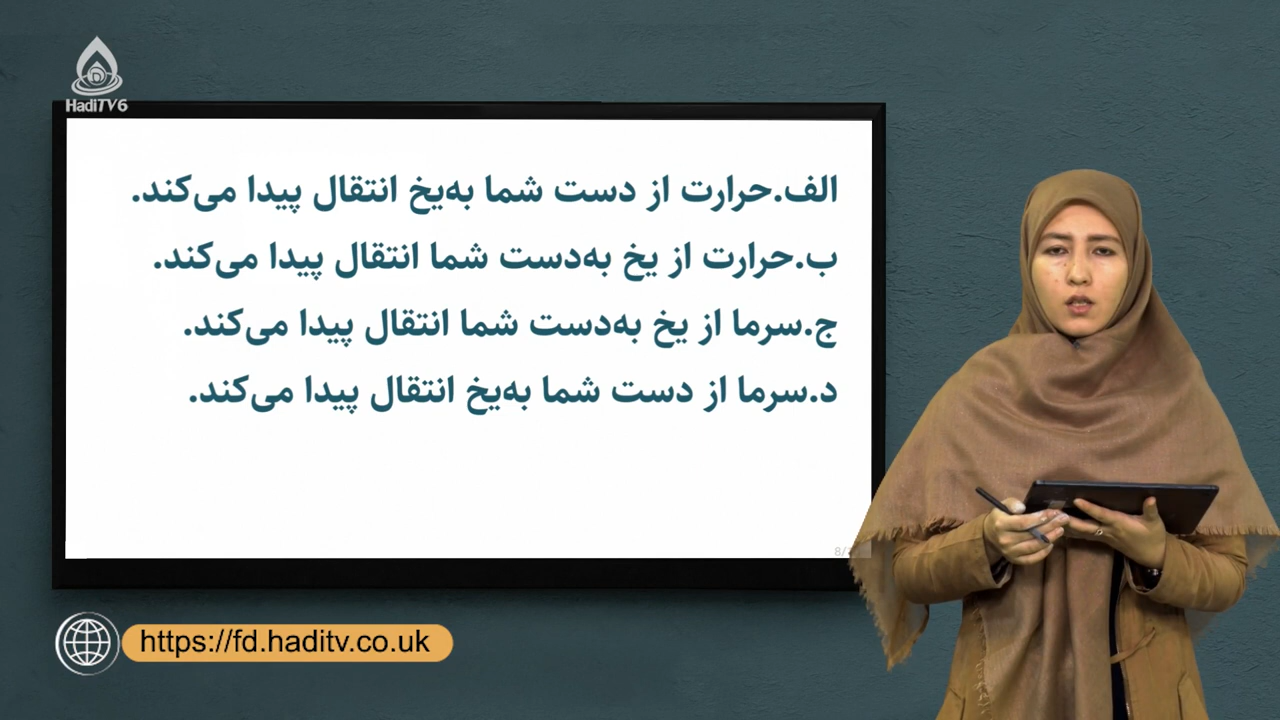 HadiTV6
الف.حرارت از دست شما به‌یخ انتقال پیدا می‌کند.
ب.حرارت از یخ به‌دست شما انتقال پیدا می‌کند.
ج.سرما از یخ به‌دست شما انتقال پیدا می‌کند.
د.سرما از دست شما به‌یخ انتقال پیدا می‌کند.
https://fd.haditv.co.uk